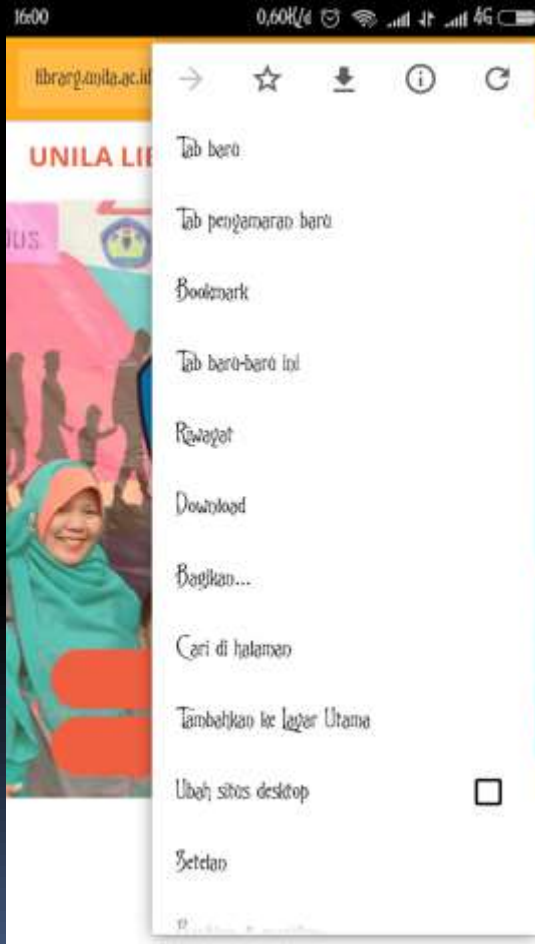 16:00 0,60K/d 4G
library.unila.ac.id
UNILA LI
US
Tab baru
Tab penyamaran baru
Bookmark
Tab baru-baru ini
Riwayat
Download
Bagikan...
Cari di halaman
Tambahkan ke Layar Utama
Ubah situs desktop
Setelan